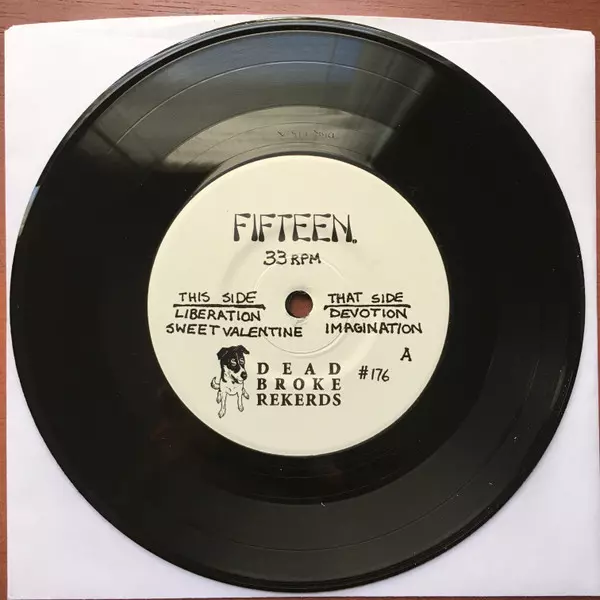 FIFTEEN.
33 RPM
THIS SIDE
LIBERATION
SWEET VALENTINE
THAT SIDE
DEVOTION
IMAGINATION
A
DEAD
BROKE
REKERDS
#176